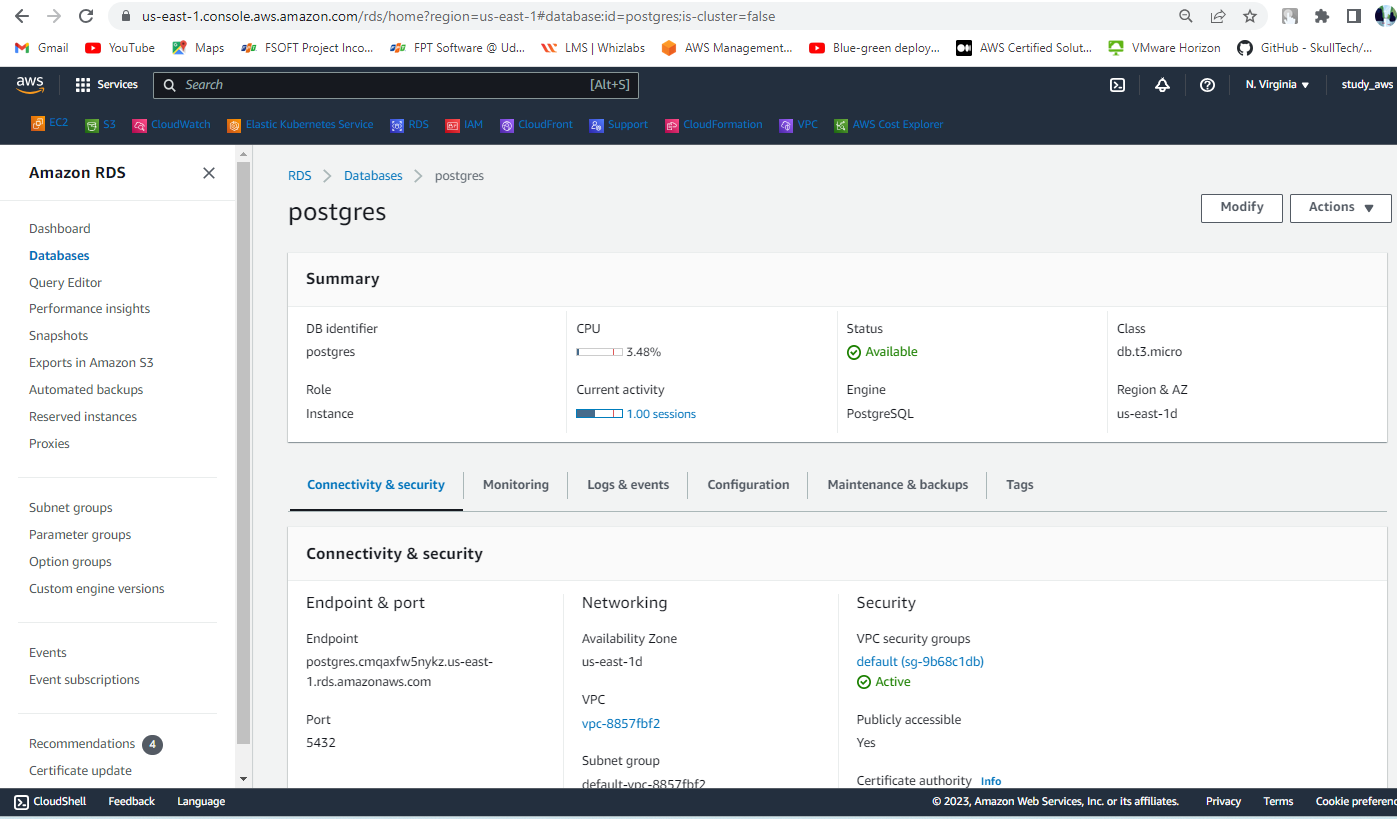 us-east-1.console.aws.amazon.com/rds/home?region=us-east-1#database:id=postgres;is-cluster=false
Gmail YouTube Maps FSOFT Project Inco... FPT Software @ Ud... LMS | Whizlabs AWS Management... Blue-green deploy... AWS Certified Solut... VMware Horizon GitHub - SkullTech/...
aws Services Search [Alt+S] N. Virginia ▼ study_aws
EC2 S3 CloudWatch Elastic Kubernetes Service RDS IAM CloudFront Support CloudFormation VPC AWS Cost Explorer
Amazon RDS
Dashboard
Databases
Query Editor
Performance insights
Snapshots
Exports in Amazon S3
Automated backups
Reserved instances
Proxies
Subnet groups
Parameter groups
Option groups
Custom engine versions
Events
Event subscriptions
Recommendations 4
Certificate update
RDS > Databases > postgres
postgres
Modify Actions ▼
Summary
DB identifier
postgres
CPU
3.48%
Status
Available
Class
db.t3.micro
Role
Instance
Current activity
1.00 sessions
Engine
PostgreSQL
Region & AZ
us-east-1d
Connectivity & security Monitoring Logs & events Configuration Maintenance & backups Tags
Connectivity & security
Endpoint & port
Endpoint
postgres.cmqaxfw5nykz.us-east-
1.rds.amazonaws.com
Port
5432
Networking
Availability Zone
us-east-1d
VPC
vpc-8857fbf2
Subnet group
default-vpc-8857fbf2
Security
VPC security groups
default (sg-9b68c1db)
Active
Publicly accessible
Yes
Certificate authority Info
CloudShell Feedback Language © 2023, Amazon Web Services, Inc. or its affiliates. Privacy Terms Cookie preferenc